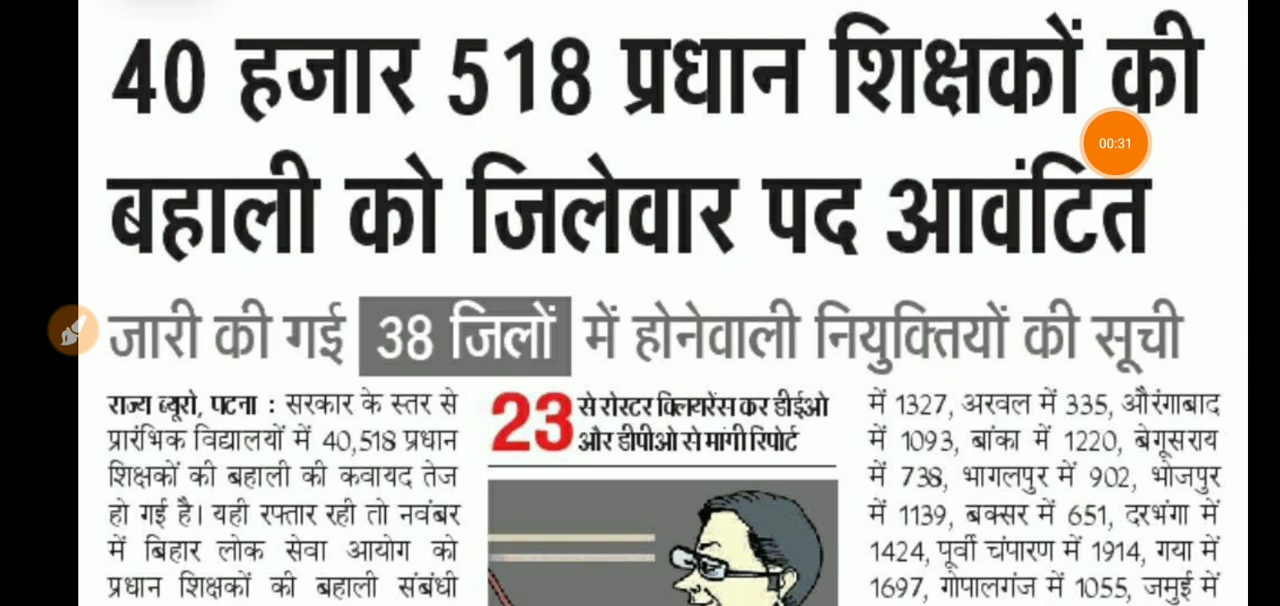 40 हजार 518 प्रधान शिक्षकों की
बहाली को जिलेवार पद आवंटित
00:31
जारी की गई 38 जिलों में होनेवाली नियुक्तियों की सूची
राज्य ब्यूरो, पटना : सरकार के स्तर से
प्रारंभिक विद्यालयों में 40,518 प्रधान
शिक्षकों की बहाली की कवायद तेज
हो गई है। यही रफ्तार रही तो नवंबर
में बिहार लोक सेवा आयोग को
प्रधान शिक्षकों की बहाली संबंधी
23 से रोस्टर क्लियरेंस कर डीईओ
और डीपीओ से मांगी रिपोर्ट
में 1327, अरवल में 335, औरंगाबाद
में 1093, बांका में 1220, बेगूसराय
में 738, भागलपुर में 902, भोजपुर
में 1139, बक्सर में 651, दरभंगा में
1424, पूर्वी चंपारण में 1914, गया में
1697, गोपालगंज में 1055, जमुई में